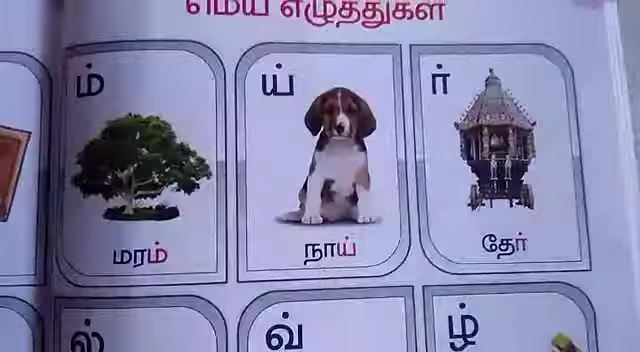 மெய் எழுத்துகள்
ம் ய் ர்
மரம் நாய் தேர்
ல் வ் ழ்